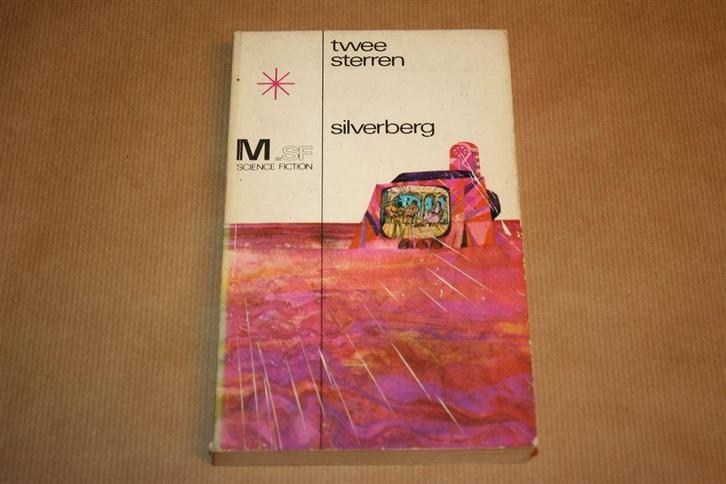 twee
sterren
silverberg
M=SF
SCIENCE FICTION